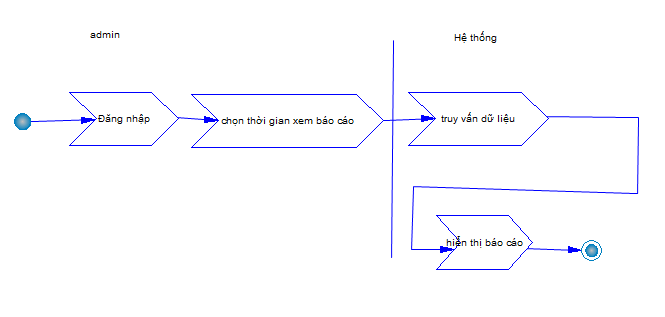 admin
Hệ thống
Đăng nhập
chọn thời gian xem báo cáo
truy vấn dữ liệu
hiển thị báo cáo